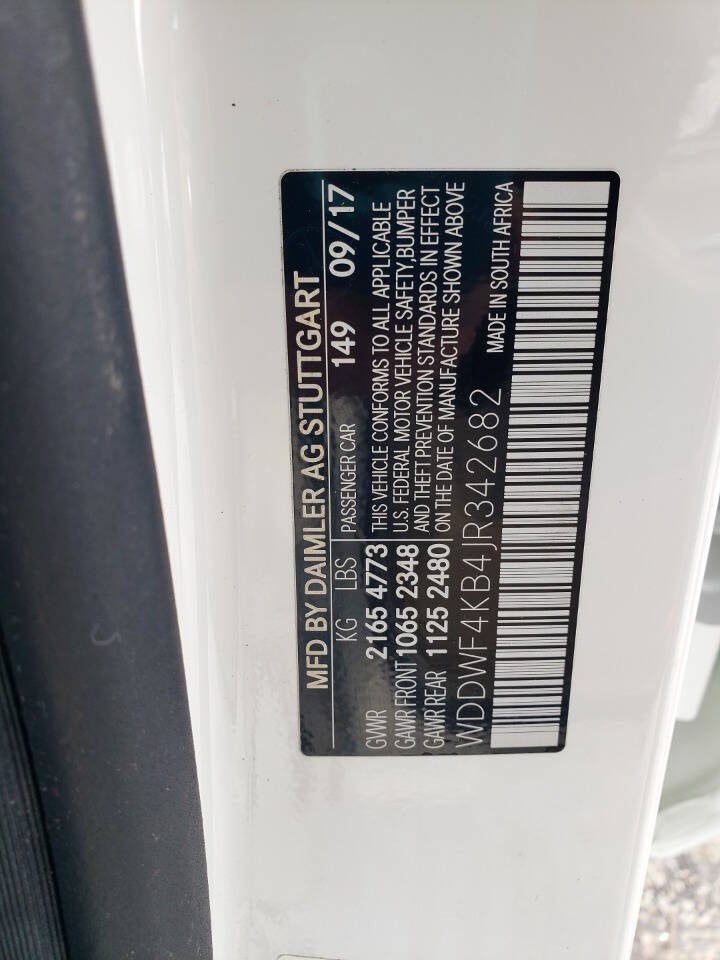 MFD BY DAIMLER AG STUTTGART
KG LBS PASSENGER CAR 149 09/17
GVWR 2165 4773 THIS VEHICLE CONFORMS TO ALL APPLICABLE
GAWR FRONT 1065 2348 U.S. FEDERAL MOTOR VEHICLE SAFETY,BUMPER
GAWR REAR 1125 2480 AND THEFT PREVENTION STANDARDS IN EFFECT
ON THE DATE OF MANUFACTURE SHOWN ABOVE
WDDWF4KB4JR342682 MADE IN SOUTH AFRICA